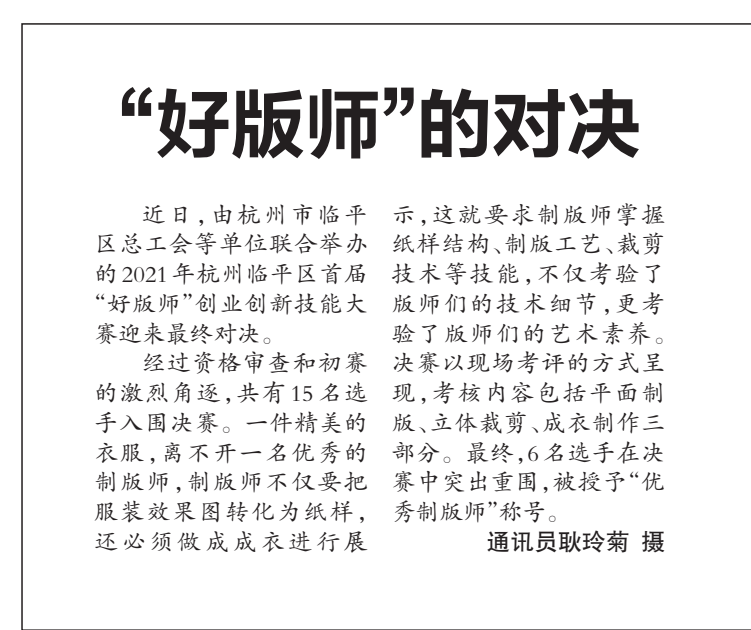 “好版师”的对决
近日，由杭州市临平
区总工会等单位联合举办
的2021年杭州临平区首届
“好版师”创业创新技能大
赛迎来最终对决。
经过资格审查和初赛
的激烈角逐，共有15名选
手入围决赛。一件精美的
衣服，离不开一名优秀的
制版师，制版师不仅要把
服装效果图转化为纸样，
还必须做成成衣进行展
示，这就要求制版师掌握
纸样结构、制版工艺、裁剪
技术等技能，不仅考验了
版师们的技术细节，更考
验了版师们的艺术素养。
决赛以现场考评的方式呈
现，考核内容包括平面制
版、立体裁剪、成衣制作三
部分。最终，6名选手在决
赛中突出重围，被授予“优
秀制版师”称号。
通讯员耿玲菊 摄